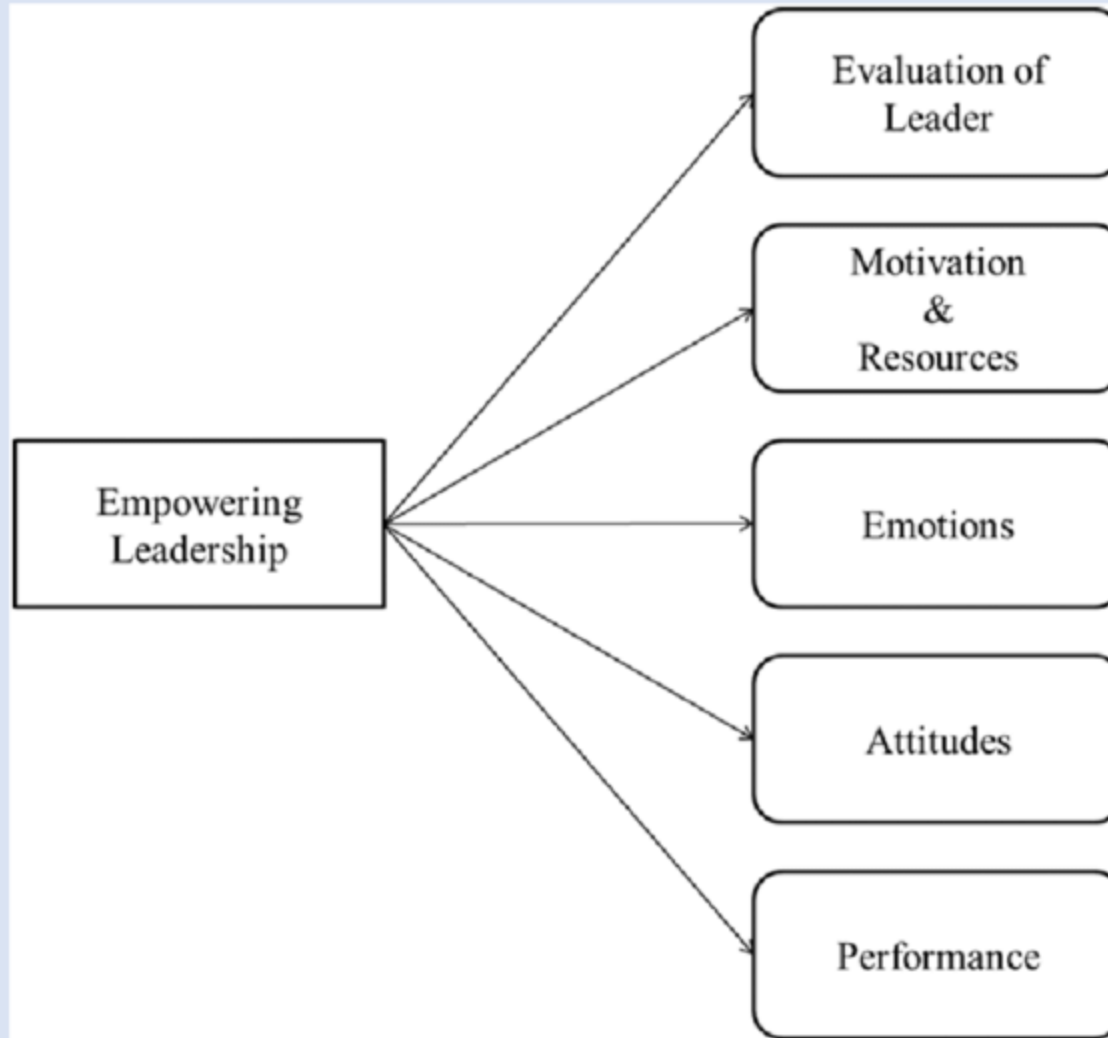 Evaluation of
Leader
Motivation
&
Resources
Empowering
Leadership
Emotions
Attitudes
Performance